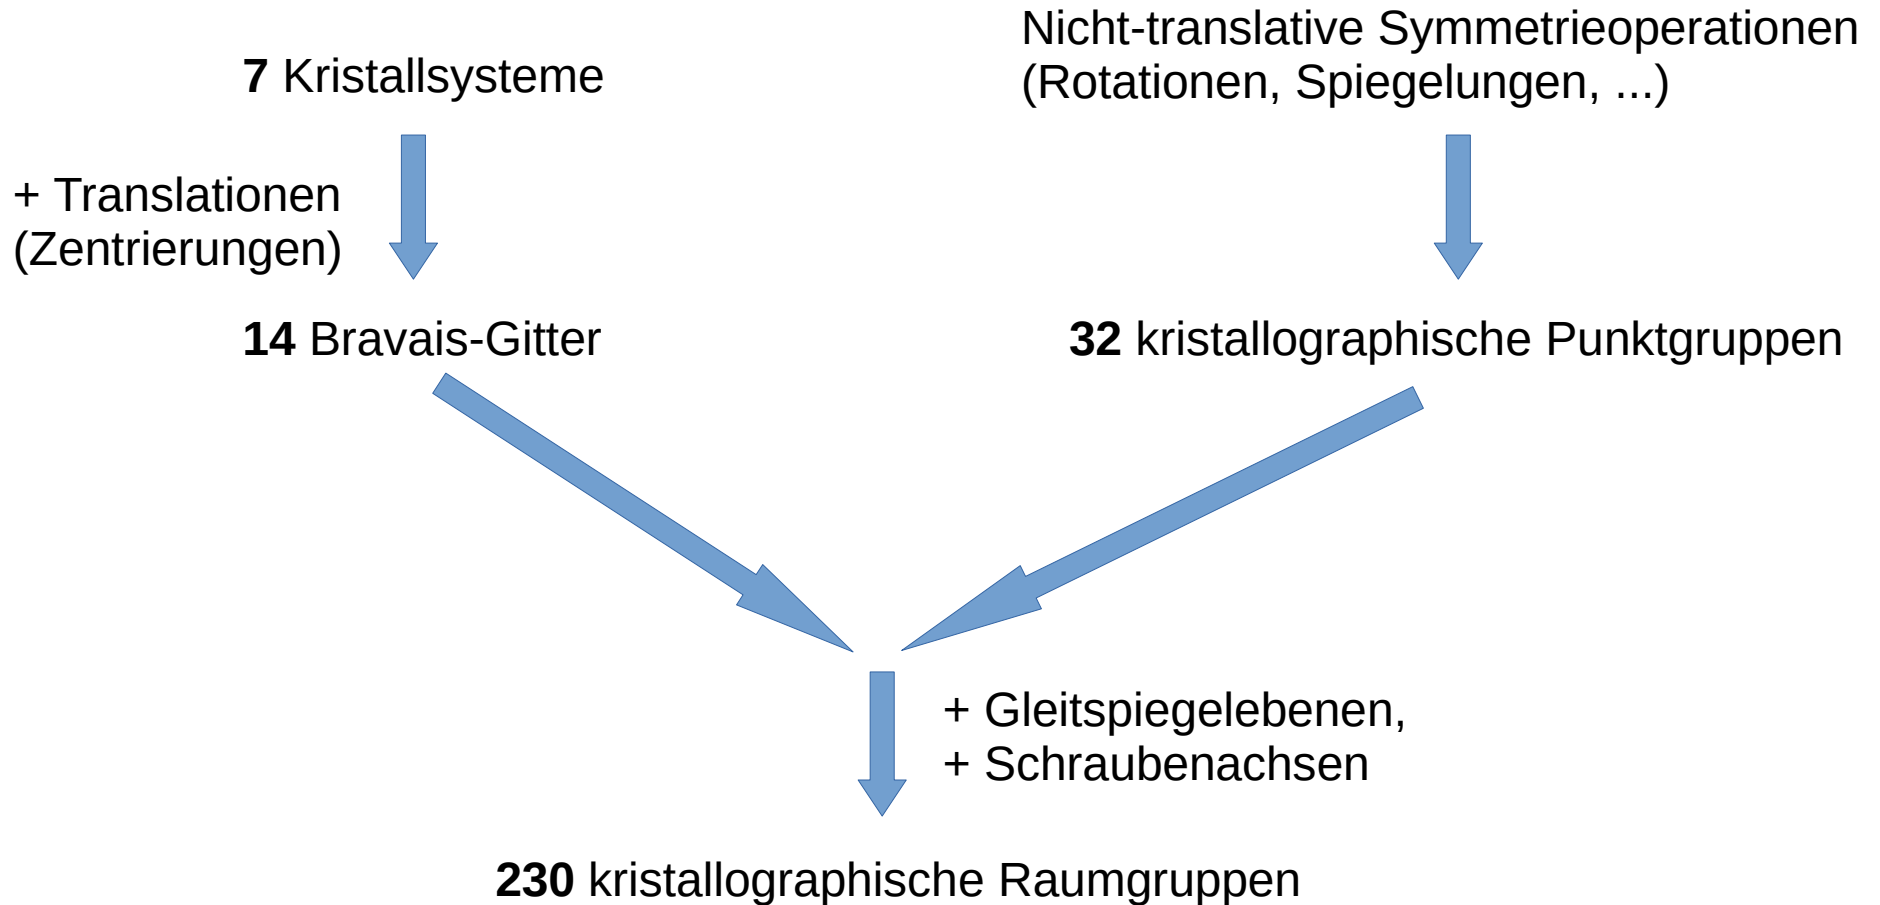 7 Kristallsysteme
Nicht-translative Symmetrieoperationen
(Rotationen, Spiegelungen, ...)
+ Translationen
(Zentrierungen)
14 Bravais-Gitter
32 kristallographische Punktgruppen
+ Gleitspiegelebenen,
+ Schraubenachsen
230 kristallographische Raumgruppen